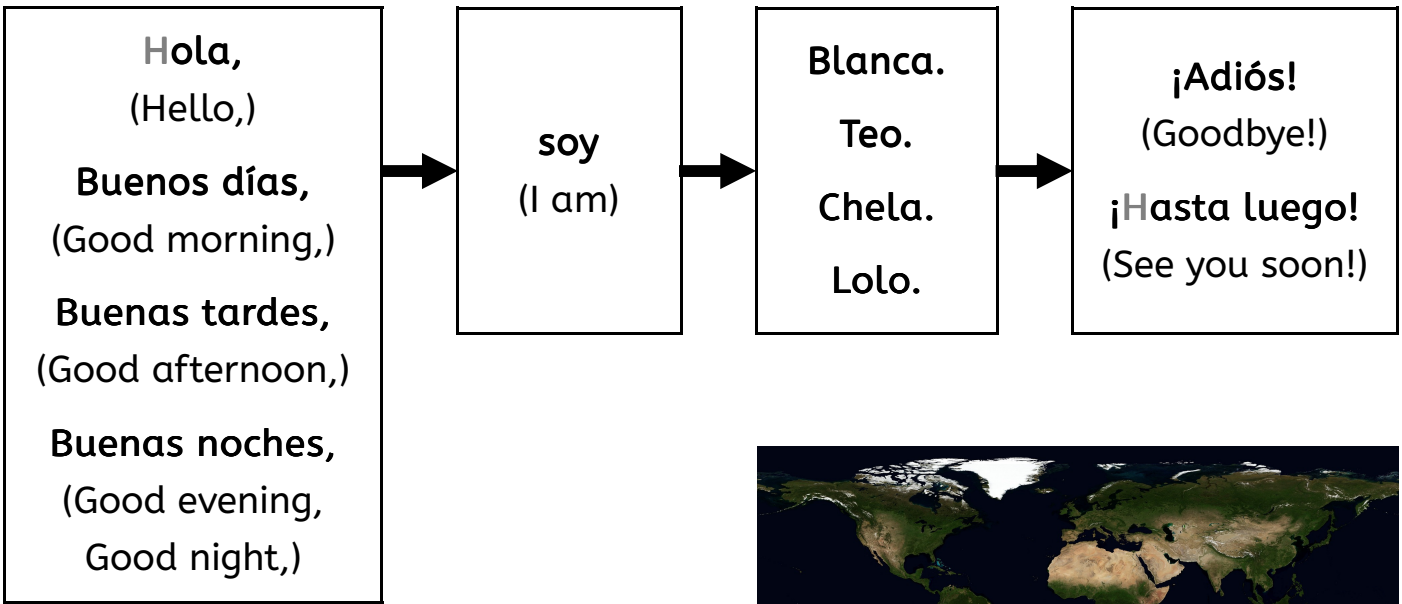 Hola,
(Hello,)
Buenos días,
(Good morning,)
Buenas tardes,
(Good afternoon,)
Buenas noches,
(Good evening,
Good night,)
soy
(I am)
Blanca.
Teo.
Chela.
Lolo.
¡Adiós!
(Goodbye!)
¡Hasta luego!
(See you soon!)